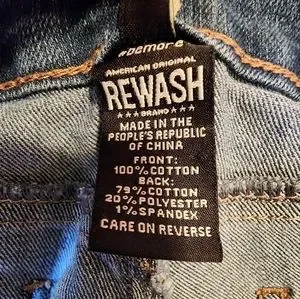 #bemore
AMERICAN ORIGINAL
REWASH
★★★BRAND★★★
MADE IN THE
PEOPLE'S REPUBLIC
OF CHINA
FRONT:
100% COTTON
BACK:
79% COTTON
20% POLYESTER
1% SPANDEX
CARE ON REVERSE